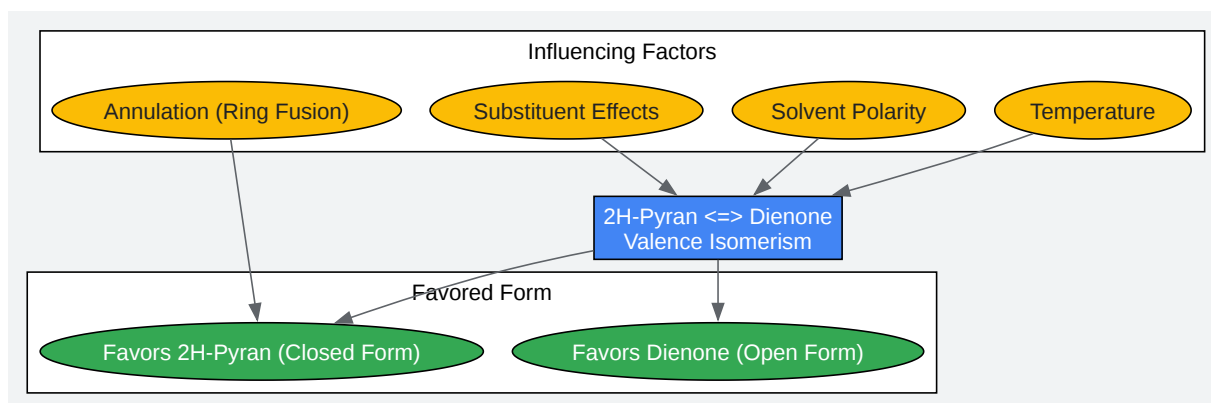 Influencing Factors
Annulation (Ring Fusion)
Substituent Effects
Solvent Polarity
Temperature
2H-Pyran <=> Dienone
Valence Isomerism
Favored Form
Favors 2H-Pyran (Closed Form)
Favors Dienone (Open Form)